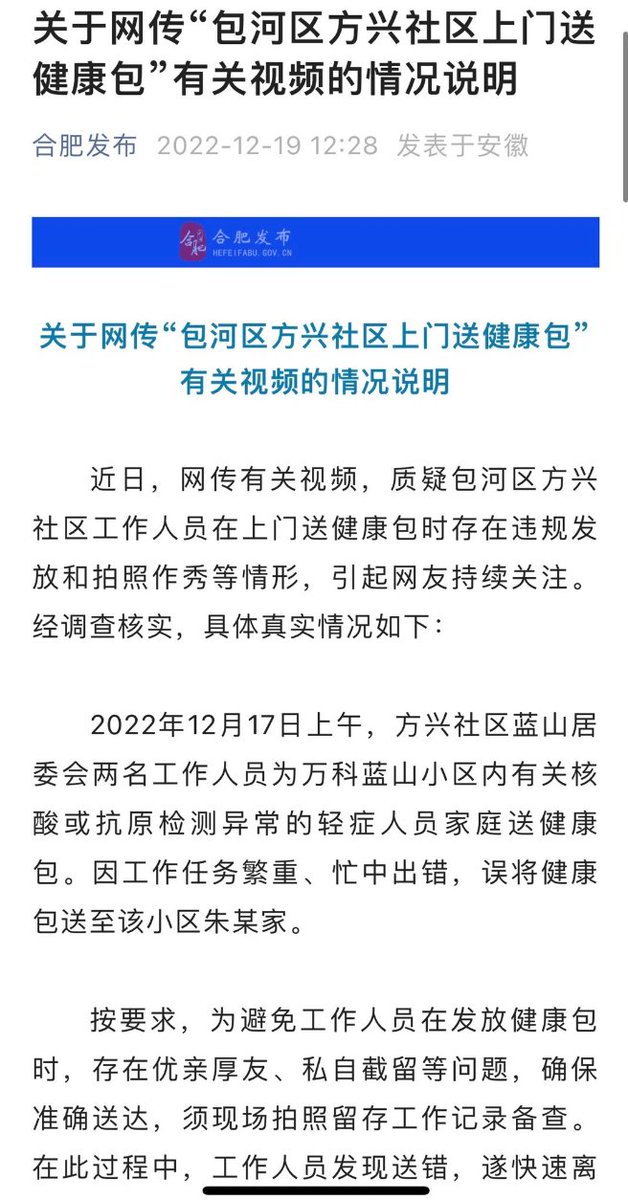 关于网传“包河区方兴社区上门送
健康包”有关视频的情况说明
合肥发布 2022-12-19 12:28 发表于安徽
合肥发布
HEFEIFABU.GOV.CN
关于网传“包河区方兴社区上门送健康包”
有关视频的情况说明
近日，网传有关视频，质疑包河区方兴
社区工作人员在上门送健康包时存在违规发
放和拍照作秀等情形，引起网友持续关注。
经调查核实，具体真实情况如下：
2022年12月17日上午，方兴社区蓝山居
委会两名工作人员为万科蓝山小区内有关核
酸或抗原检测异常的轻症人员家庭送健康
包。因工作任务繁重、忙中出错，误将健康
包送至该小区朱某家。
按要求，为避免工作人员在发放健康包
时，存在优亲厚友、私自截留等问题，确保
准确送达，须现场拍照留存工作记录备查。
在此过程中，工作人员发现送错，遂快速离